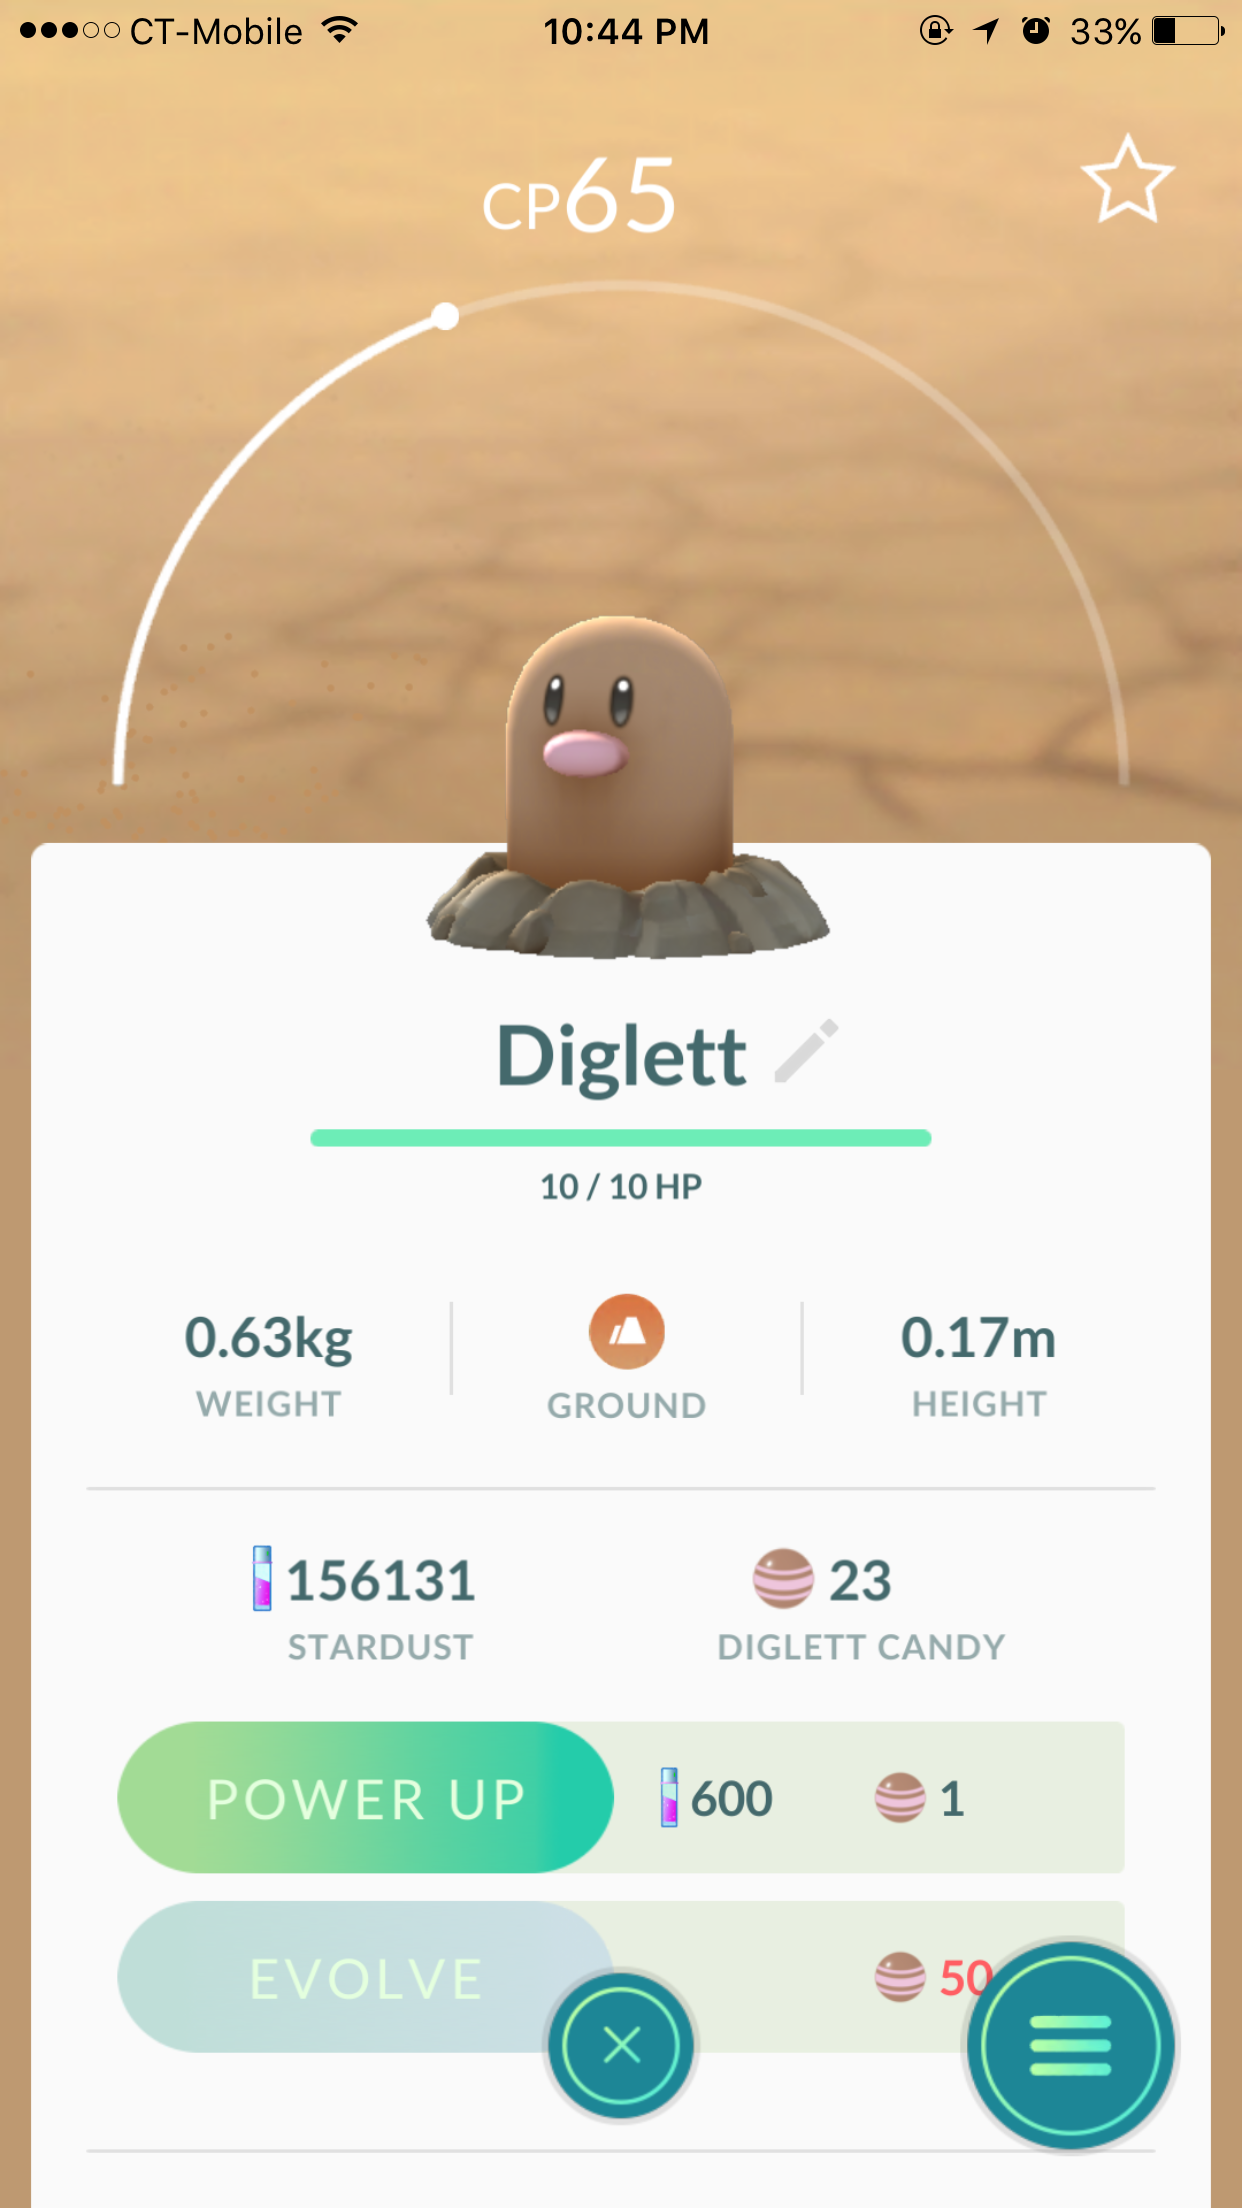 CT-Mobile 10:44 PM 33%
CP65
Diglett
10 / 10 HP
0.63kg
WEIGHT
GROUND
0.17m
HEIGHT
156131
STARDUST
23
DIGLETT CANDY
POWER UP 600 1
EVOLVE 50